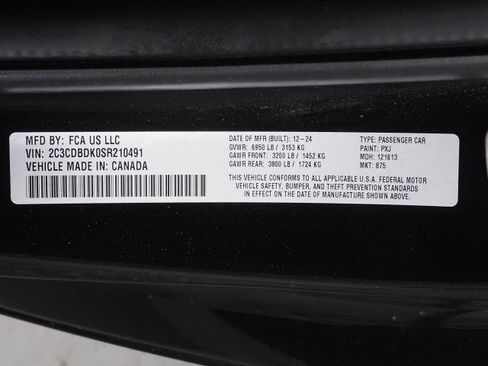 MFD BY: FCA US LLC
VIN: 2C3CDBDK0SR210491
VEHICLE MADE IN: CANADA
DATE OF MFR (BUILT): 12-24
GVWR: 6950 LB / 3153 KG
GAWR FRONT: 3200 LB / 1452 KG
GAWR REAR: 3800 LB / 1724 KG
TYPE: PASSENGER CAR
PAINT: PXJ
MDH: 121613
MKT: 875
THIS VEHICLE CONFORMS TO ALL APPLICABLE U.S.A. FEDERAL MOTOR
VEHICLE SAFETY, BUMPER, AND THEFT PREVENTION STANDARDS
IN EFFECT ON THE DATE OF MANUFACTURE SHOWN ABOVE.